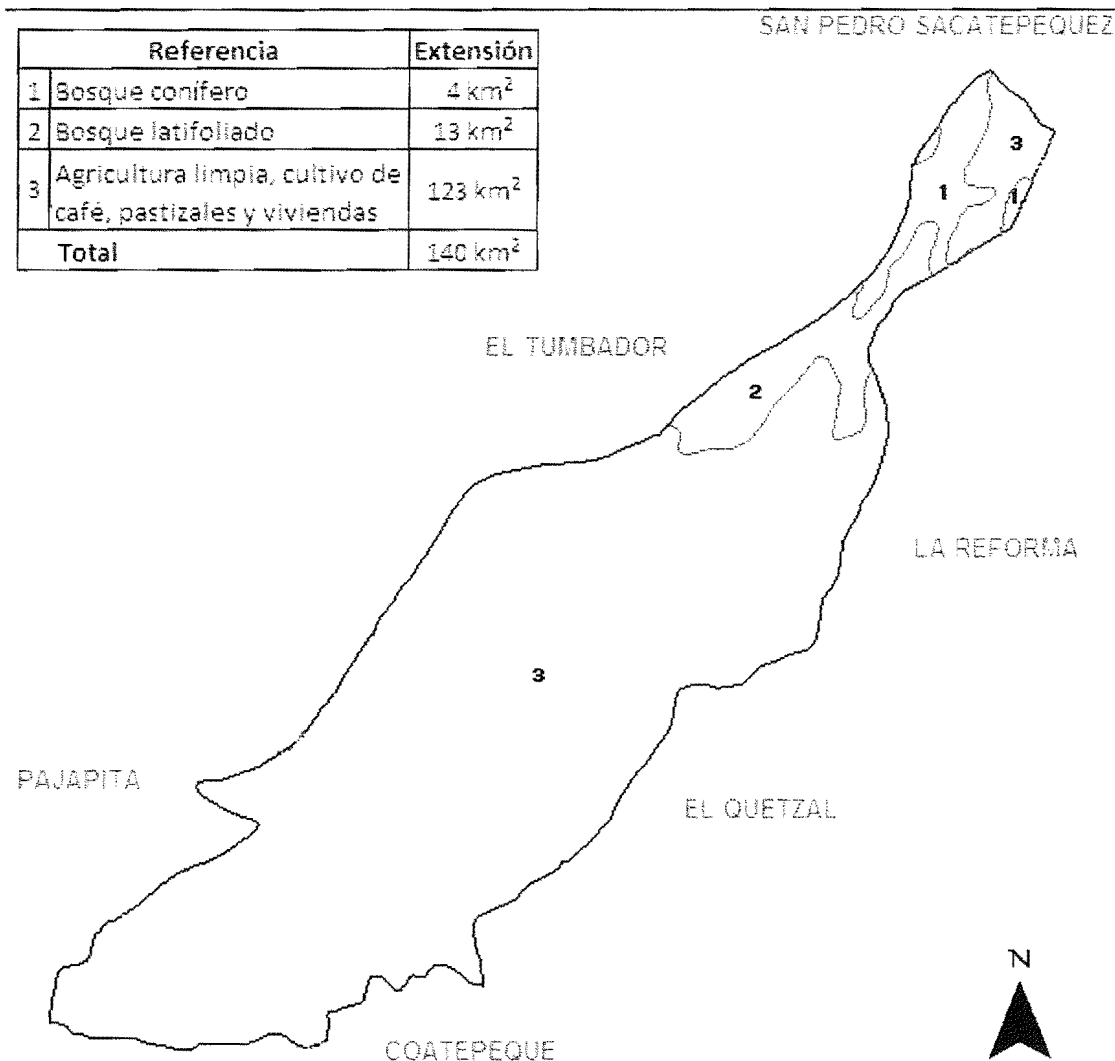 SAN PEDRO SACATEPEQUEZ
Referencia Extensión
1 Bosque conífero 4 km²
2 Bosque latifoliado 13 km²
3 Agricultura limpia, cultivo de
café, pastizales y viviendas 123 km²
Total 140 km²
3
1
1
EL TUMBADOR
2
LA REFORMA
3
PAJAPITA
EL QUETZAL
N
COATEPEQUE